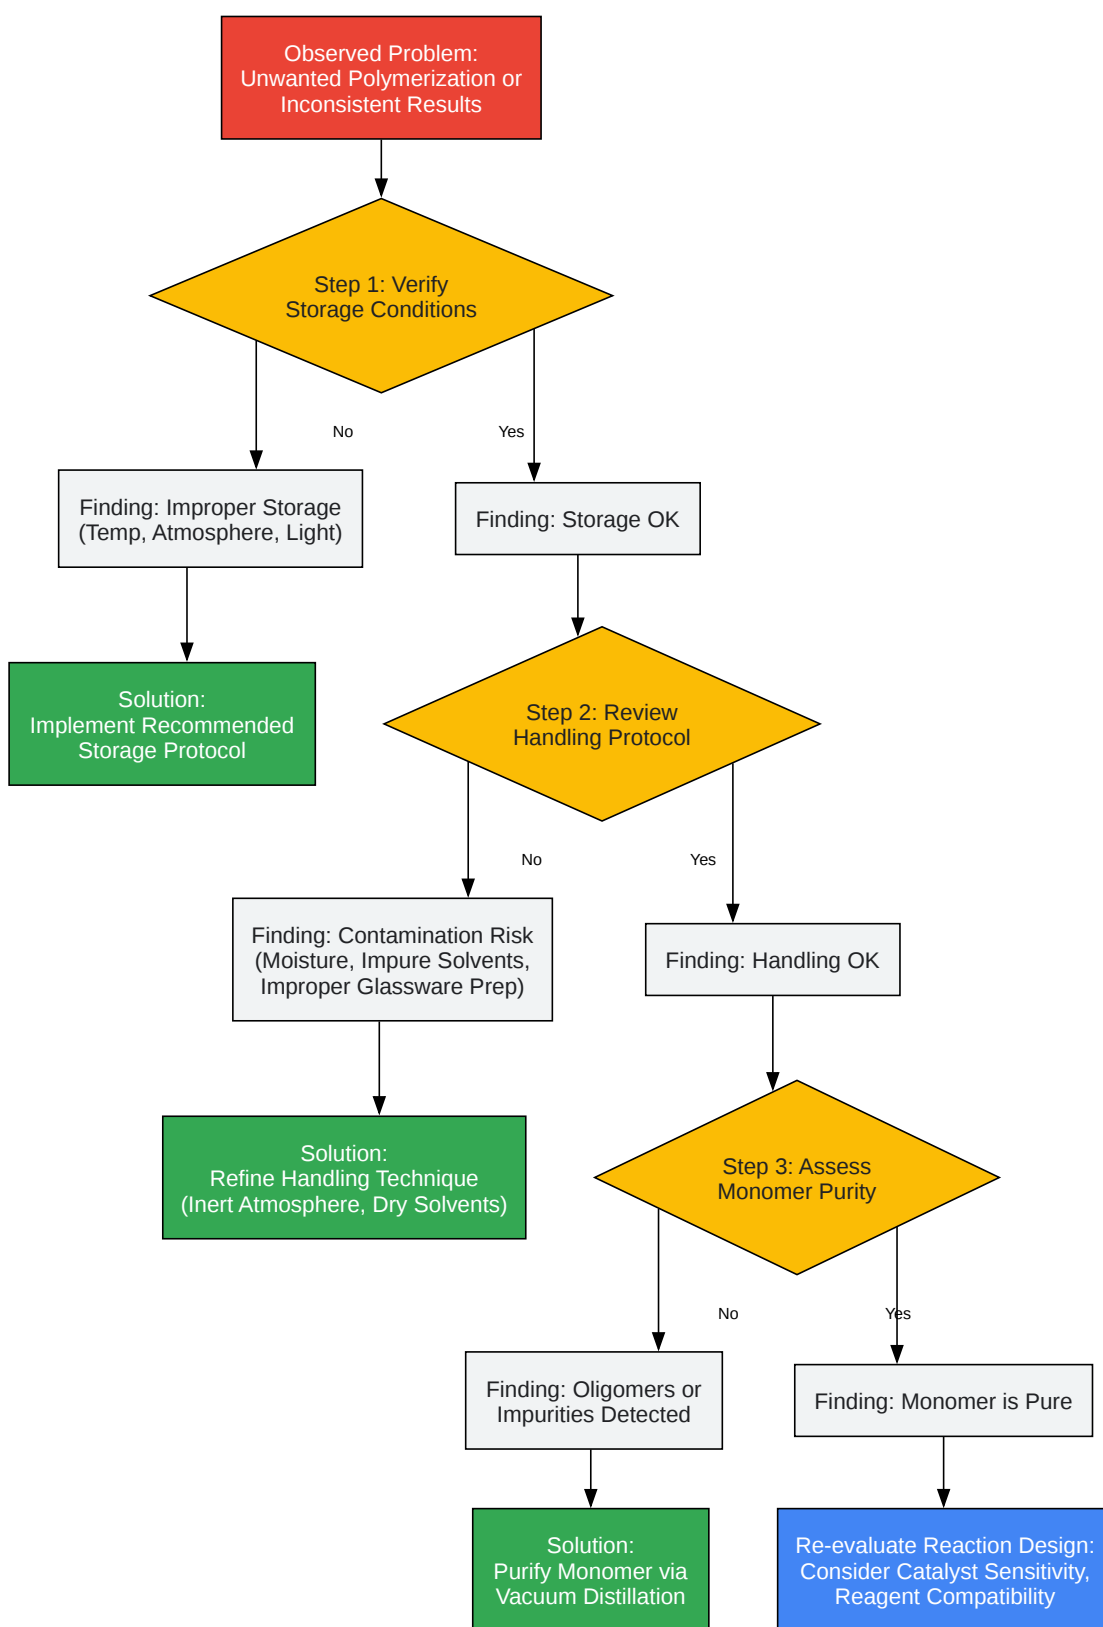 Observed Problem:
Unwanted Polymerization or
Inconsistent Results
Step 1: Verify
Storage Conditions
No
Yes
Finding: Improper Storage
(Temp, Atmosphere, Light)
Finding: Storage OK
Solution:
Implement Recommended
Storage Protocol
Step 2: Review
Handling Protocol
No
Yes
Finding: Contamination Risk
(Moisture, Impure Solvents,
Improper Glassware Prep)
Finding: Handling OK
Solution:
Refine Handling Technique
(Inert Atmosphere, Dry Solvents)
Step 3: Assess
Monomer Purity
No
Yes
Finding: Oligomers or
Impurities Detected
Finding: Monomer is Pure
Solution:
Purify Monomer via
Vacuum Distillation
Re-evaluate Reaction Design:
Consider Catalyst Sensitivity,
Reagent Compatibility